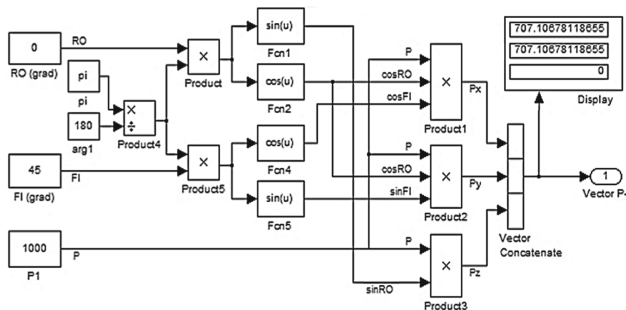 0
RO (grad)
RO
pi
pi
180
arg1
×
÷
Product4
45
FI (grad)
FI
1000
P1
P
×
Product
×
Product5
sin(u)
Fcn1
cos(u)
Fcn2
cos(u)
Fcn4
sin(u)
Fcn5
P
cosRO
cosFI
×
Product1
Px
P
cosRO
sinFI
×
Product2
Py
P
sinRO
×
Product3
Pz
Vector
Concatenate
707.10678118655
707.10678118655
0
Display
1